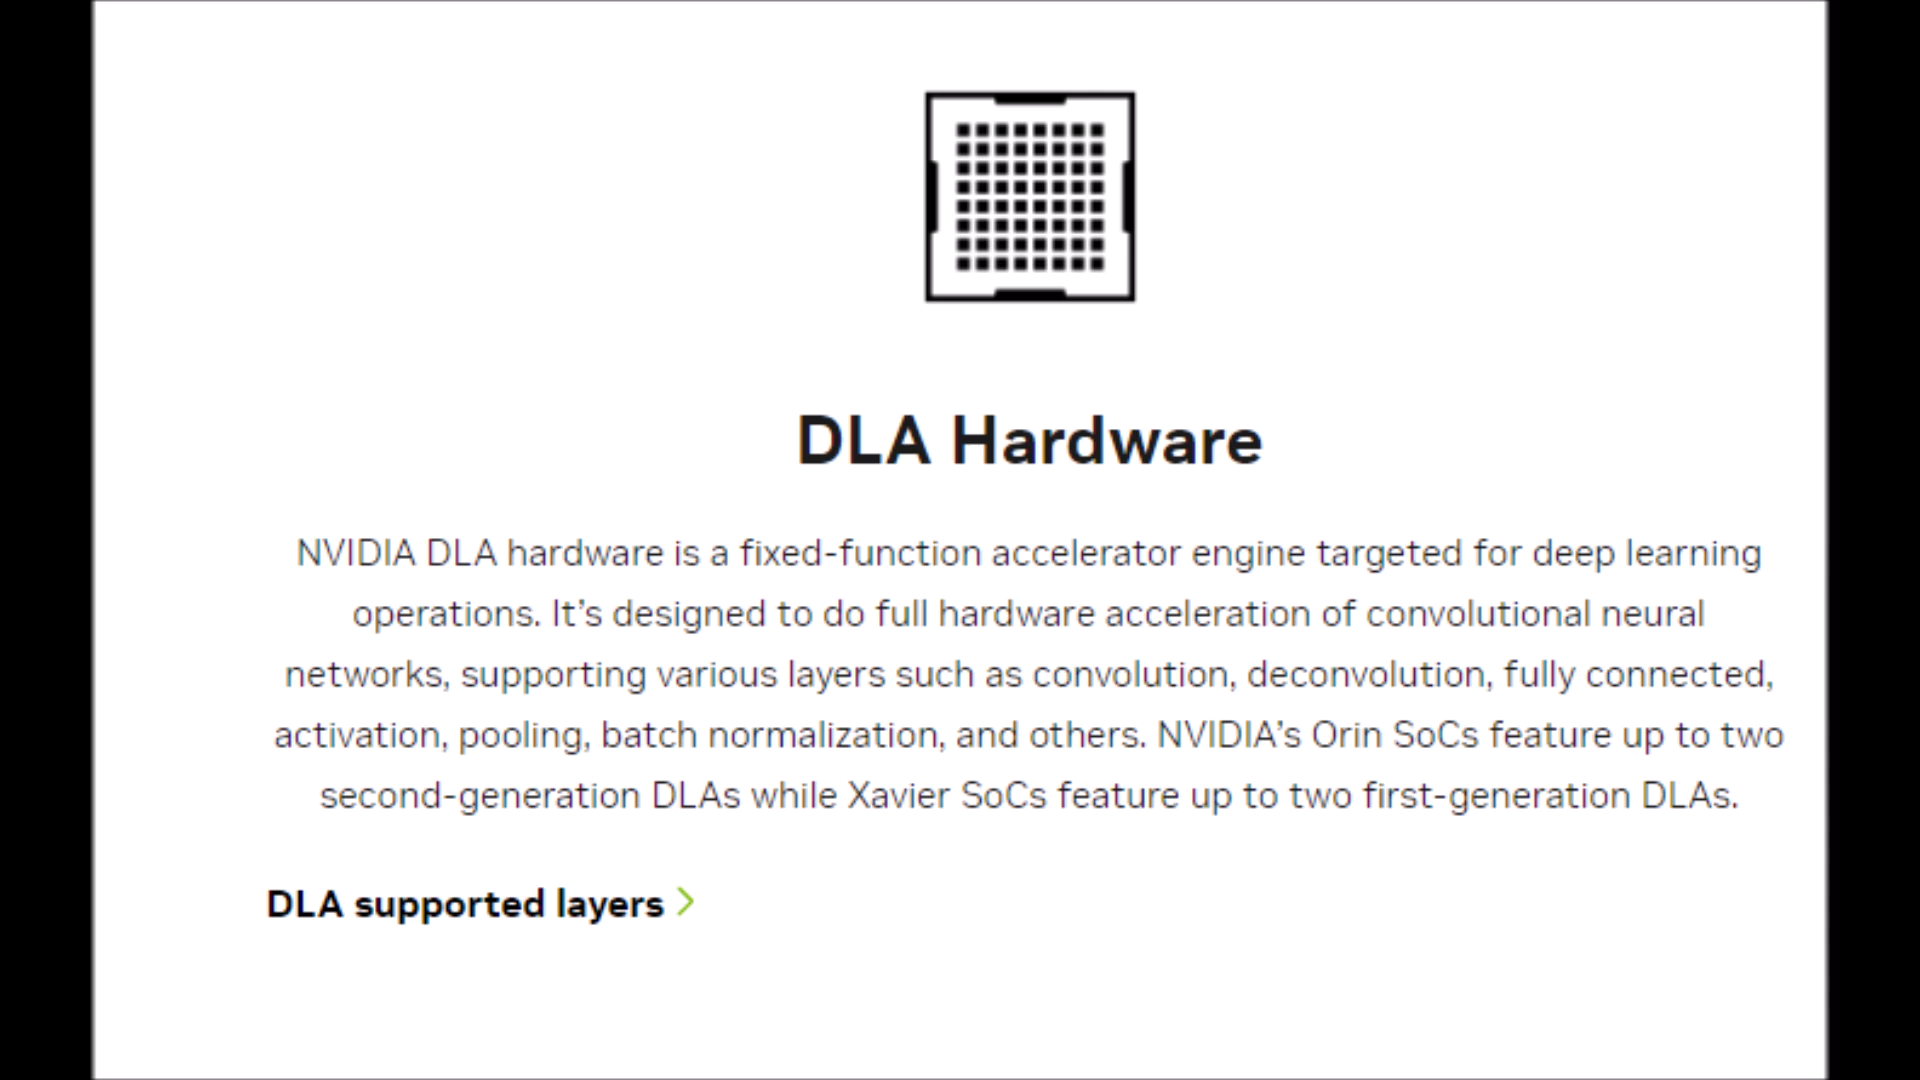 DLA Hardware
NVIDIA DLA hardware is a fixed-function accelerator engine targeted for deep learning
operations. It’s designed to do full hardware acceleration of convolutional neural
networks, supporting various layers such as convolution, deconvolution, fully connected,
activation, pooling, batch normalization, and others. NVIDIA’s Orin SoCs feature up to two
second-generation DLAs while Xavier SoCs feature up to two first-generation DLAs.
DLA supported layers